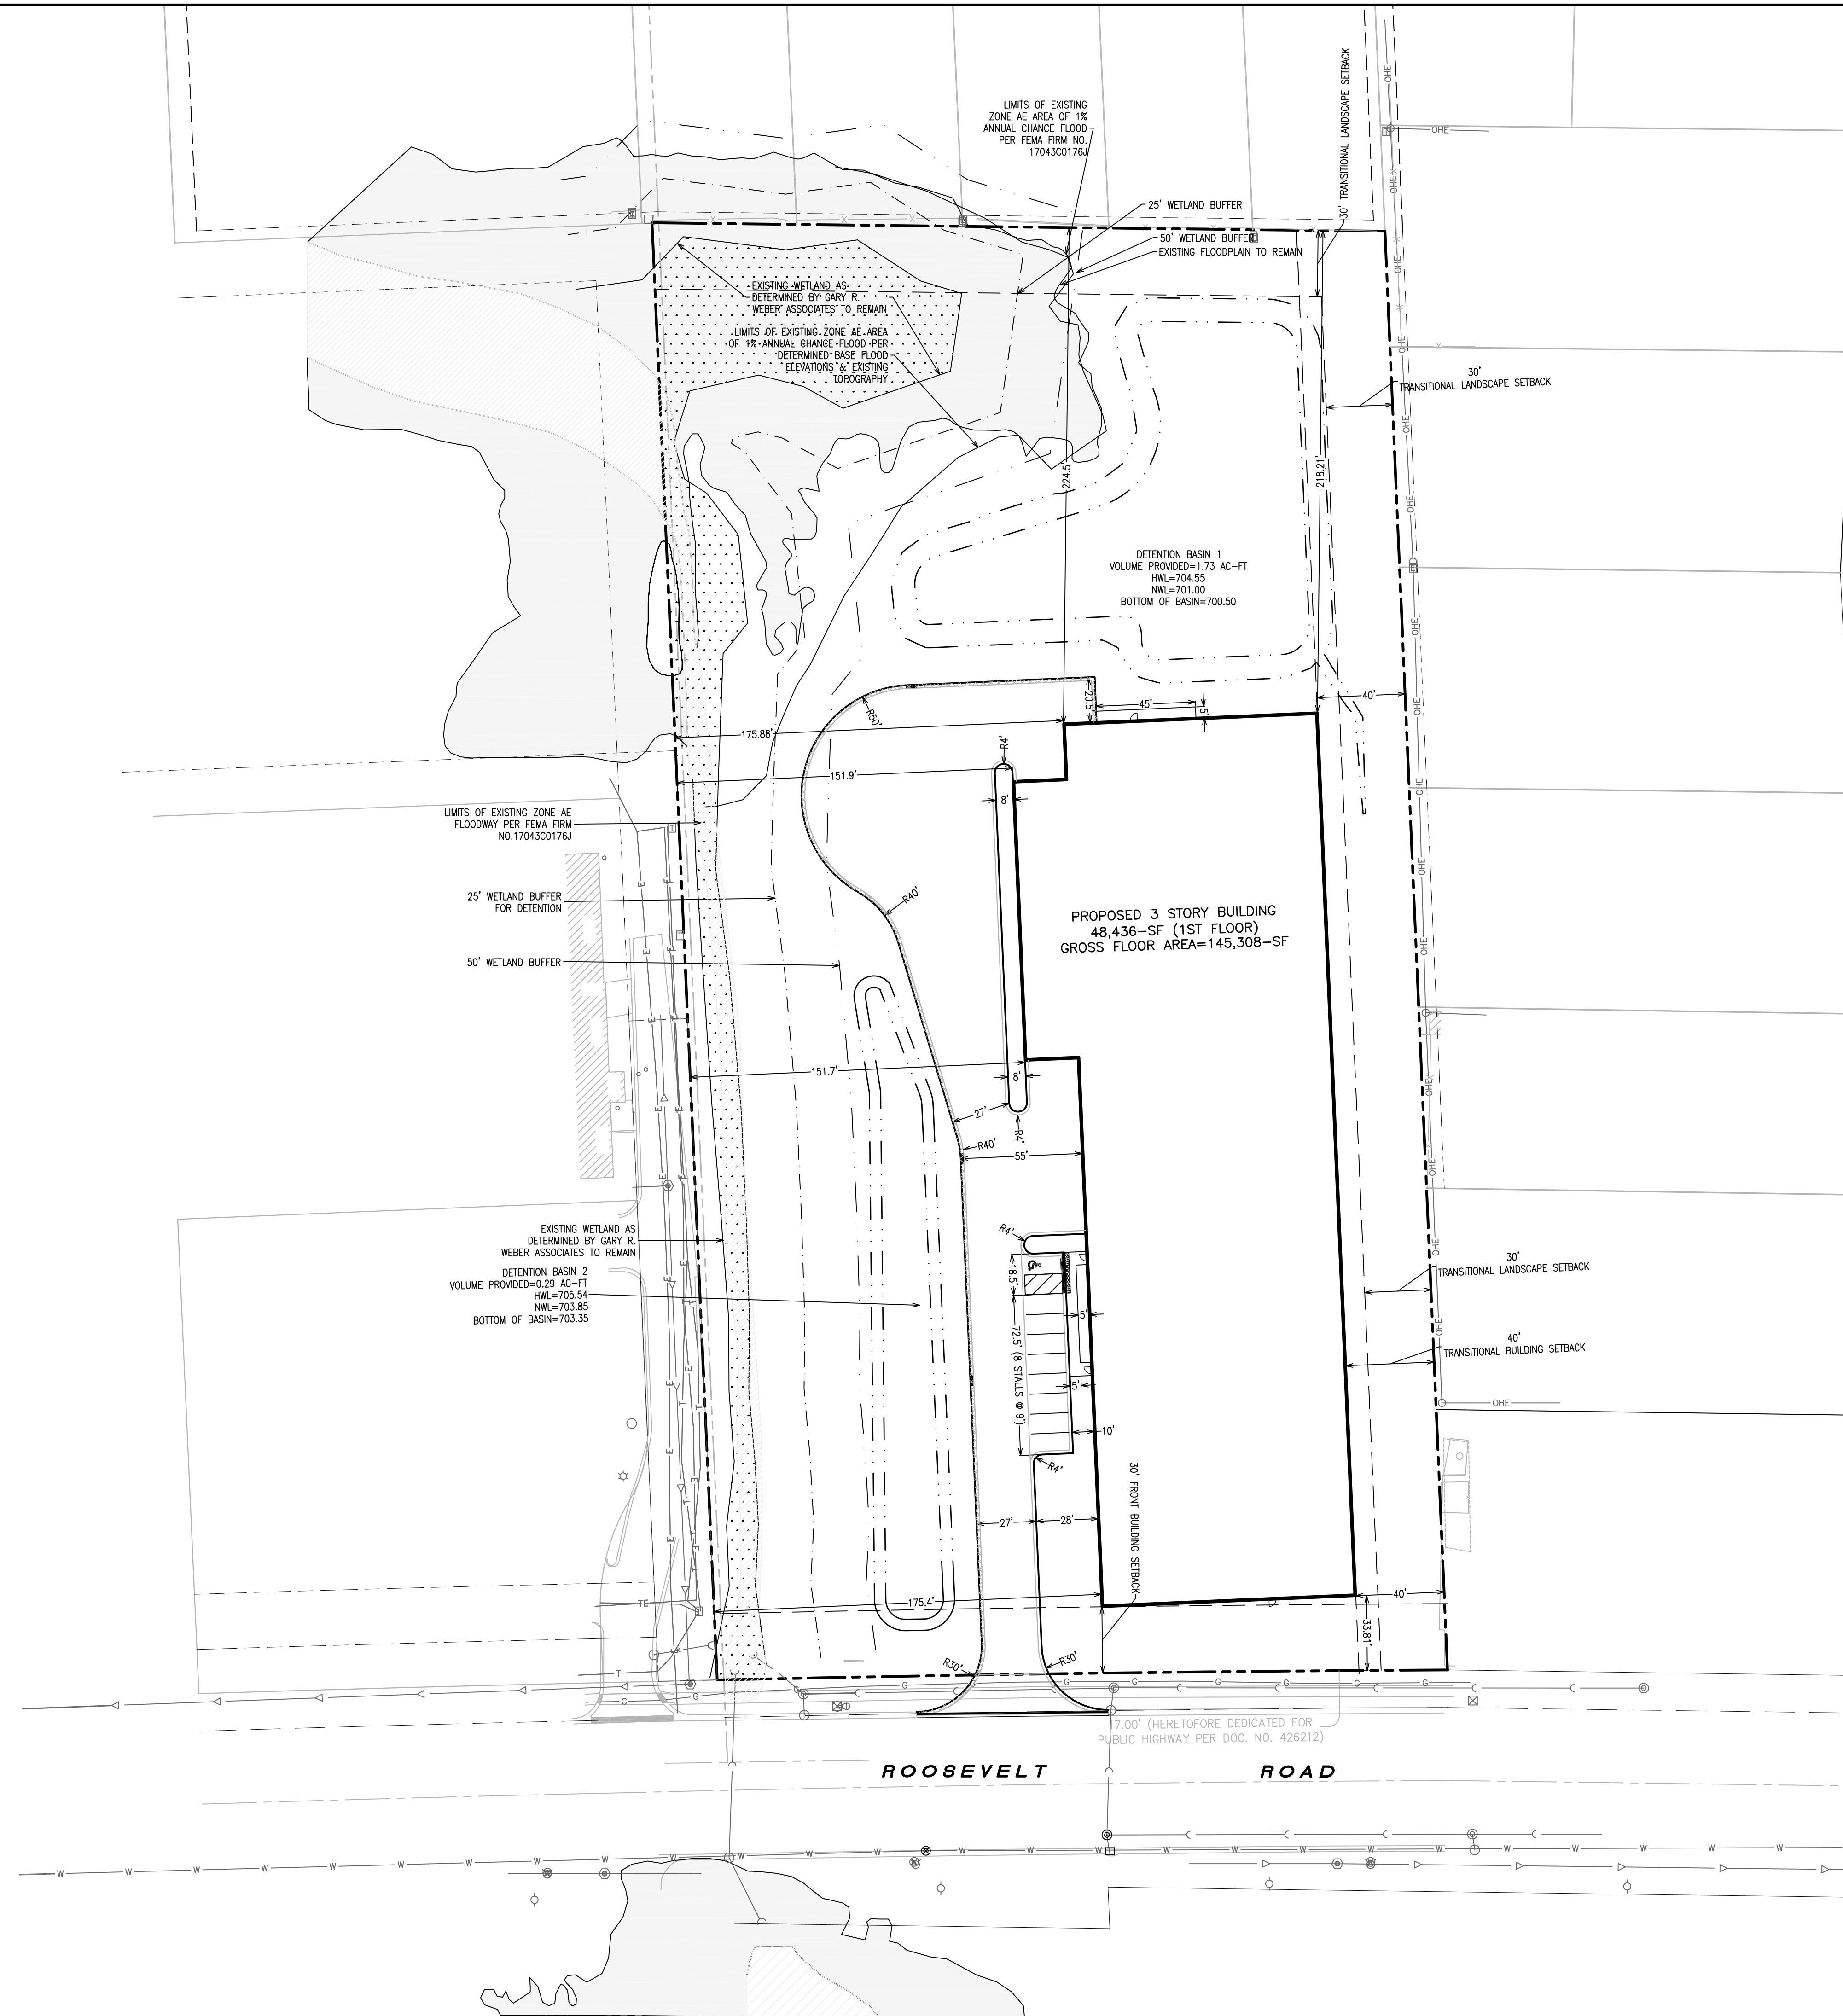 LIMITS OF EXISTING
ZONE AE AREA OF 1%
ANNUAL CHANCE FLOOD
PER FEMA FIRM NO.
17043C0176J
30' TRANSITIONAL LANDSCAPE SETBACK
OHE
OHE
OHE
OHE
25' WETLAND BUFFER
50' WETLAND BUFFER
EXISTING FLOODPLAIN TO REMAIN
EXISTING WETLAND AS
DETERMINED BY GARY R.
WEBER ASSOCIATES TO REMAIN
LIMITS OF EXISTING ZONE AE AREA
OF 1% ANNUAL CHANGE FLOOD PER
DETERMINED BASE FLOOD
ELEVATIONS & EXISTING
TOPOGRAPHY
30'
TRANSITIONAL LANDSCAPE SETBACK
224.5'
218.21'
DETENTION BASIN 1
VOLUME PROVIDED=1.73 AC-FT
HWL=704.55
NWL=701.00
BOTTOM OF BASIN=700.50
20.5'
45'
5'
40'
R50'
175.88'
151.9'
R4'
8'
LIMITS OF EXISTING ZONE AE
FLOODWAY PER FEMA FIRM
NO.17043C0176J
25' WETLAND BUFFER
FOR DETENTION
R40'
PROPOSED 3 STORY BUILDING
48,436-SF (1ST FLOOR)
GROSS FLOOR AREA=145,308-SF
50' WETLAND BUFFER
151.7'
8'
27'
R4'
R40'
55'
EXISTING WETLAND AS
DETERMINED BY GARY R.
WEBER ASSOCIATES TO REMAIN
R4'
18.5'
30'
TRANSITIONAL LANDSCAPE SETBACK
DETENTION BASIN 2
VOLUME PROVIDED=0.29 AC-FT
HWL=705.54
NWL=703.85
BOTTOM OF BASIN=703.35
5'
72.5' (8 STALLS @ 9')
40'
TRANSITIONAL BUILDING SETBACK
5'
OHE
10'
R4'
30' FRONT BUILDING SETBACK
27'
28'
175.4'
40'
33.81'
TE
R30'
R30'
T
G G G G G G G G G
17.00' (HERETOFORE DEDICATED FOR
PUBLIC HIGHWAY PER DOC. NO. 426212)
ROOSEVELT ROAD
W W W W W W W W W W W W W W W W W W W W W W W W W W